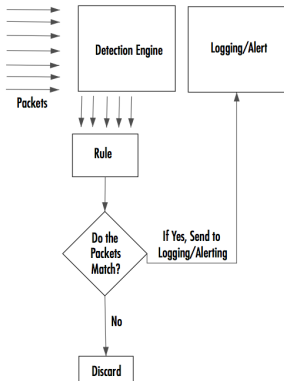 Detection Engine
Logging/Alert
Packets
Rule
Do the
Packets
Match?
If Yes, Send to
Logging/Alerting
No
Discard